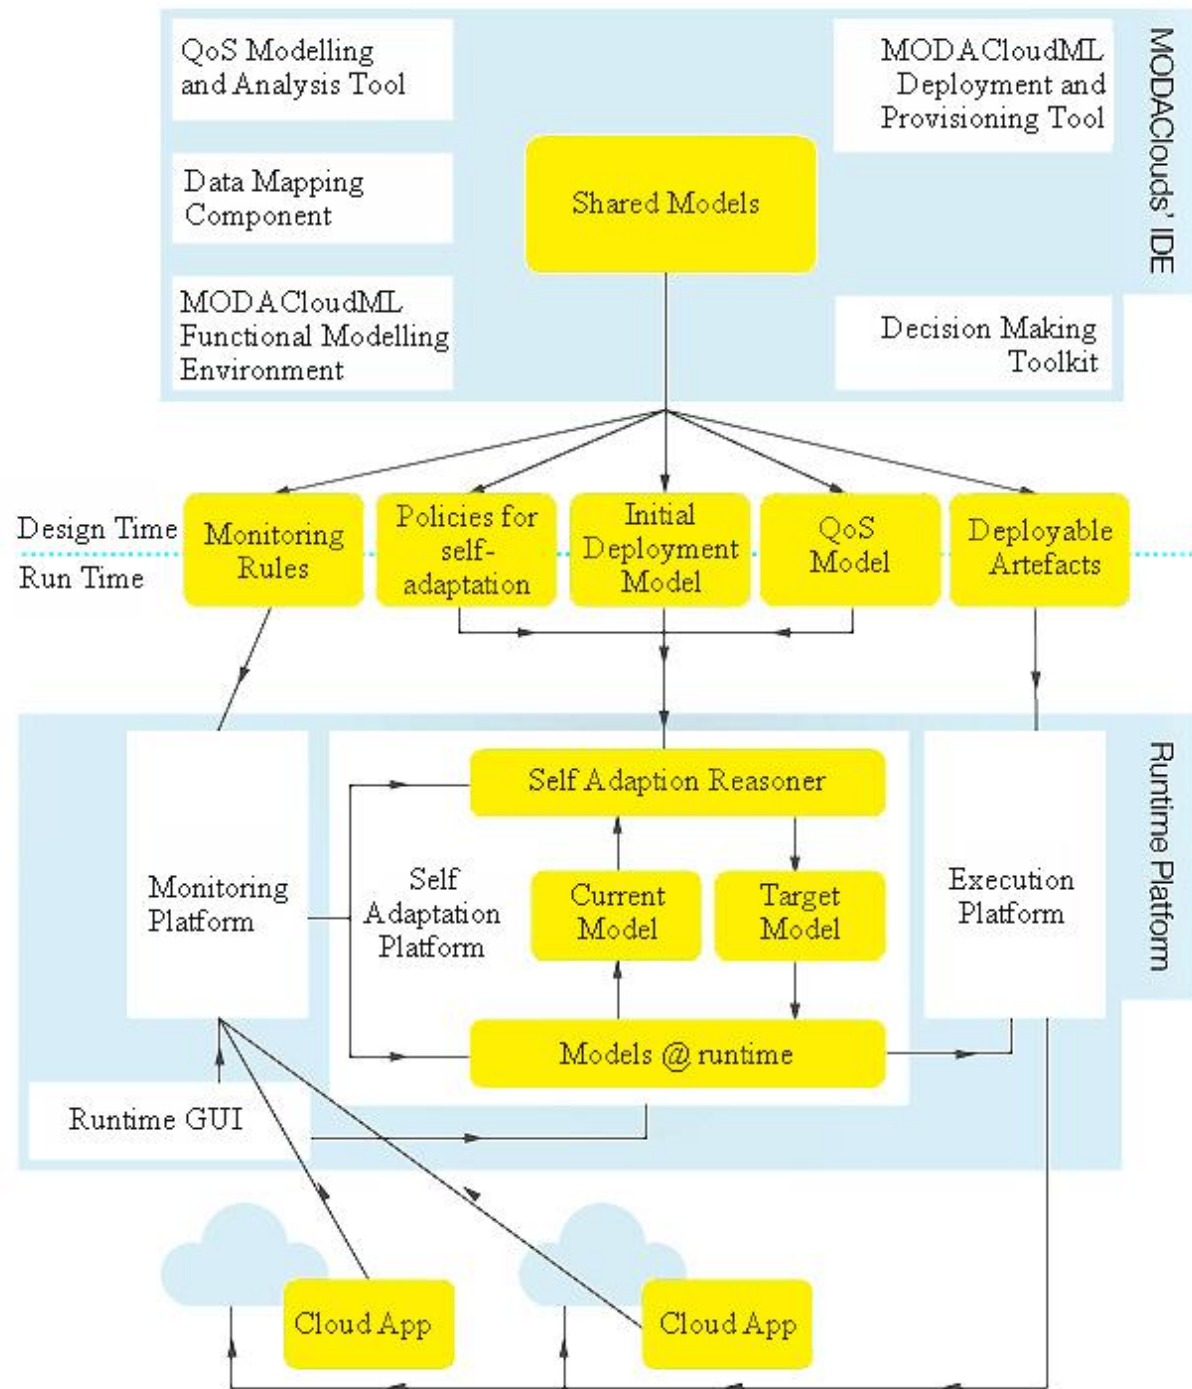 QoS Modelling
and Analysis Tool
MODACloudML
Deployment and
Provisioning Tool
MODAClouds' IDE
Data Mapping
Component
Shared Models
MODACloudML
Functional Modelling
Environment
Decision Making
Toolkit
Design Time
Run Time
Monitoring
Rules
Policies for
self-
adaptation
Initial
Deployment
Model
QoS
Model
Deployable
Artefacts
Runtime Platform
Monitoring
Platform
Self
Adaptation
Platform
Self Adaption Reasoner
Current
Model
Target
Model
Models @ runtime
Execution
Platform
Runtime GUI
Cloud App
Cloud App